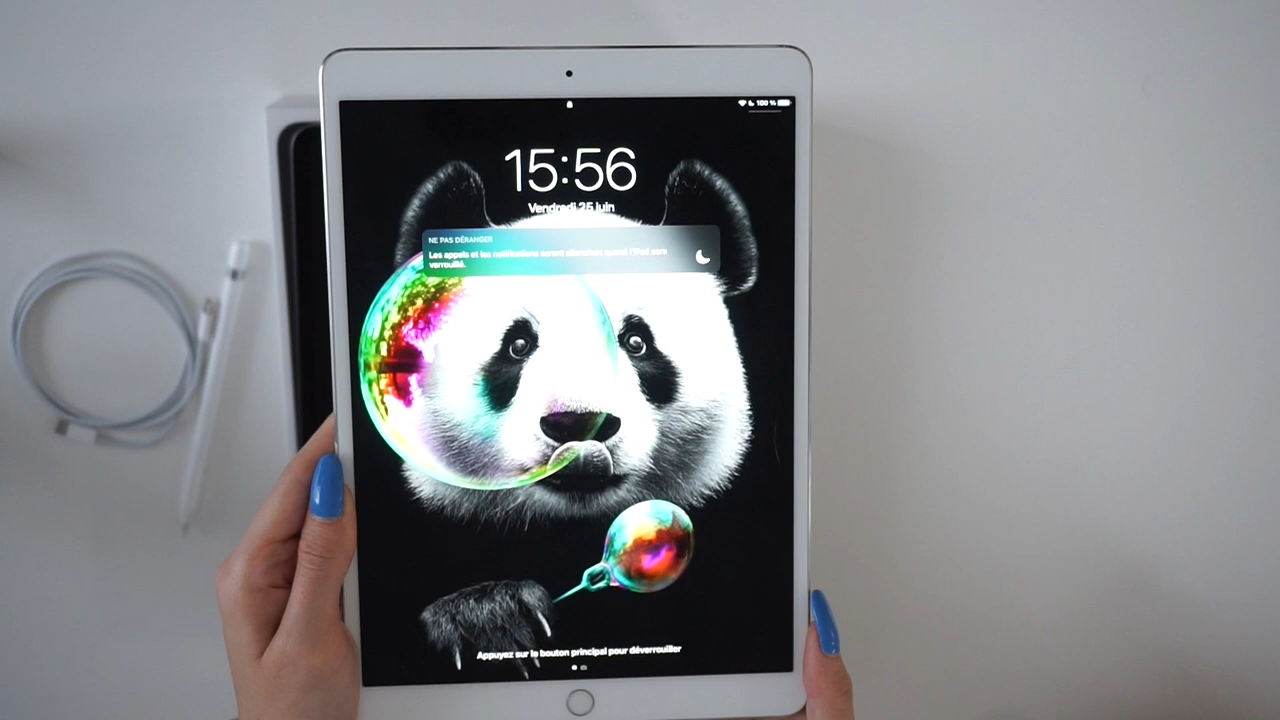 100 %
15:56
Vendredi 25 juin
NE PAS DÉRANGER
Les appels et les notifications seront silencieux quand l'iPad sera
verrouillé.
Appuyez sur le bouton principal pour déverrouiller